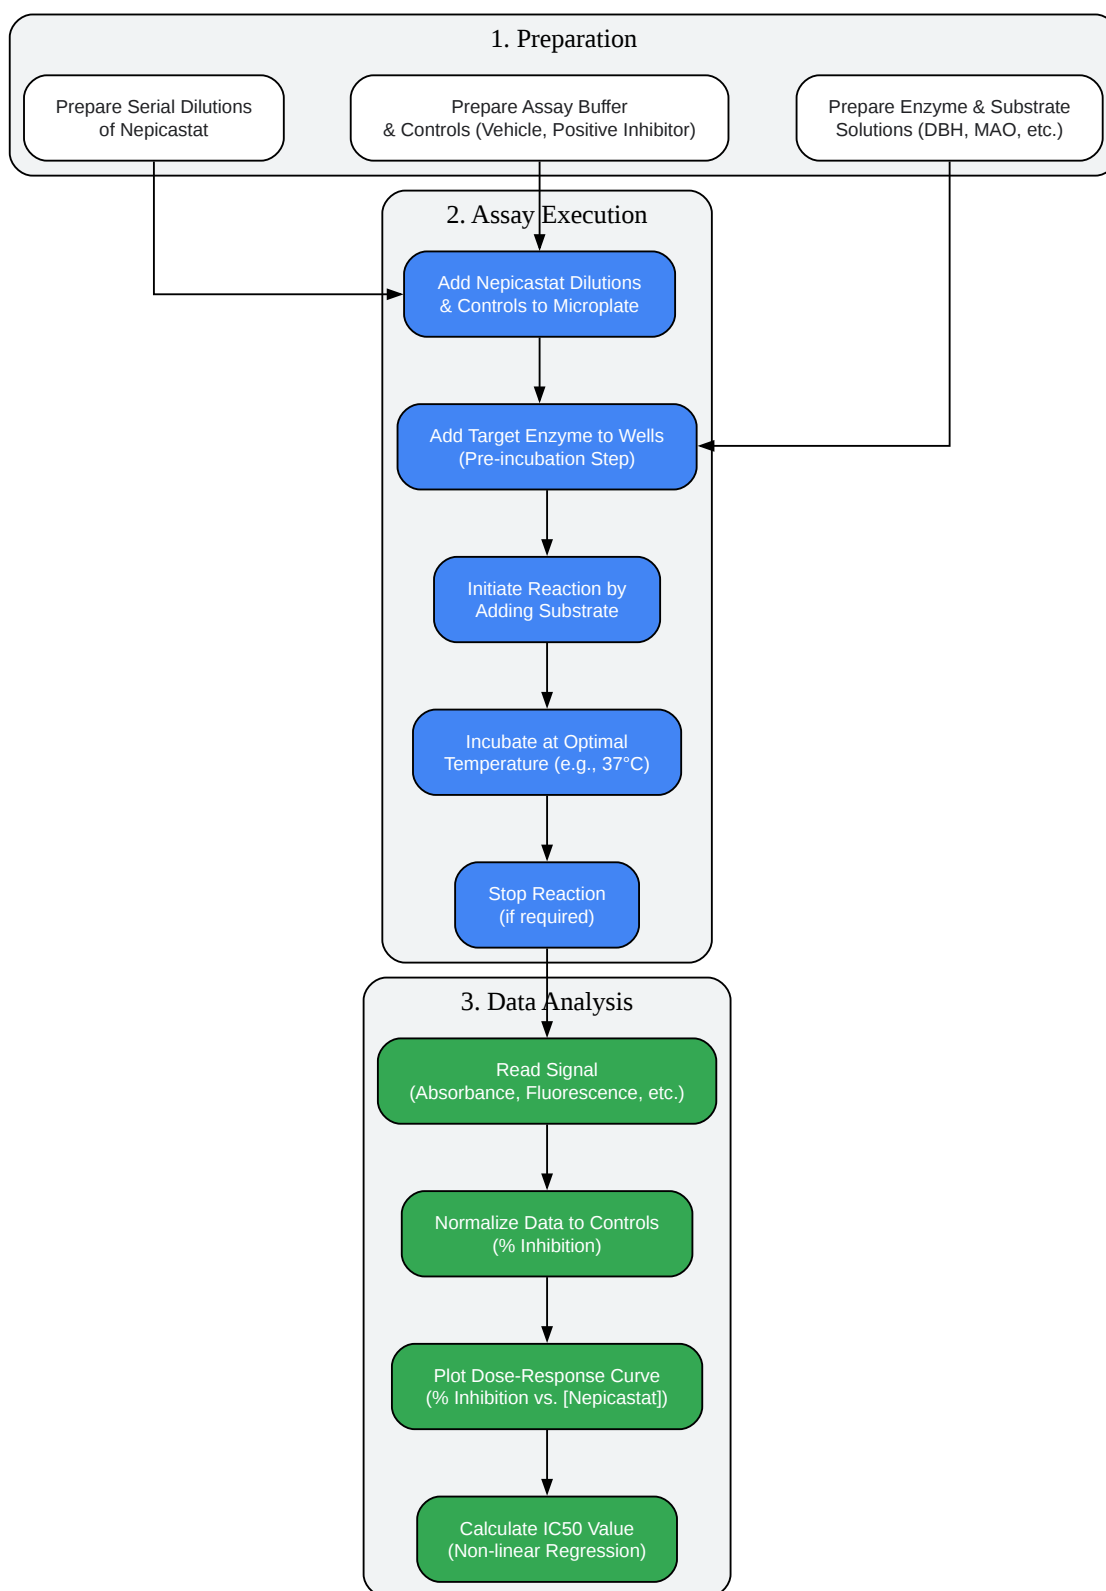 1. Preparation
Prepare Serial Dilutions
of Nepicastat
Prepare Assay Buffer
& Controls (Vehicle, Positive Inhibitor)
Prepare Enzyme & Substrate
Solutions (DBH, MAO, etc.)
2. Assay Execution
Add Nepicastat Dilutions
& Controls to Microplate
Add Target Enzyme to Wells
(Pre-incubation Step)
Initiate Reaction by
Adding Substrate
Incubate at Optimal
Temperature (e.g., 37°C)
Stop Reaction
(if required)
3. Data Analysis
Read Signal
(Absorbance, Fluorescence, etc.)
Normalize Data to Controls
(% Inhibition)
Plot Dose-Response Curve
(% Inhibition vs. [Nepicastat])
Calculate IC50 Value
(Non-linear Regression)